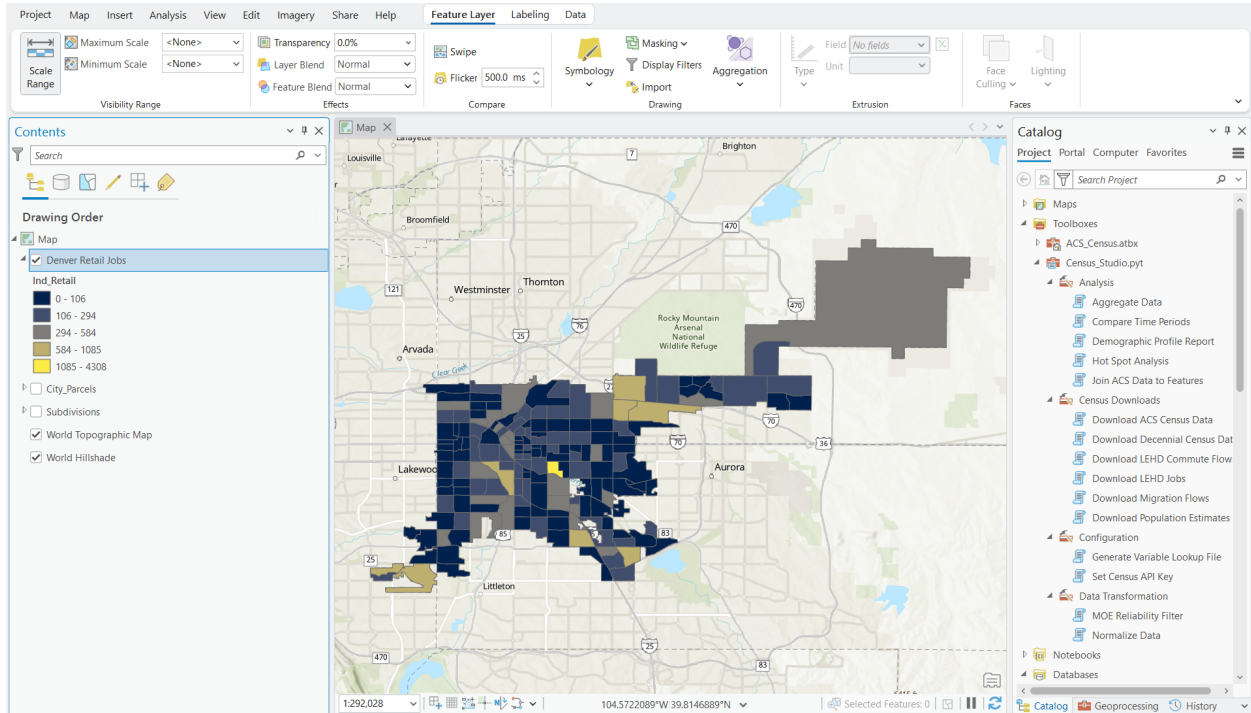 Project Map Insert Analysis View Edit Imagery Share Help Feature Layer Labeling Data
Scale Range
Maximum Scale <None>
Minimum Scale <None>
Visibility Range
Transparency 0.0%
Layer Blend Normal
Feature Blend Normal
Effects
Swipe
Flicker 500.0 ms
Compare
Symbology
Masking
Display Filters
Import
Aggregation
Drawing
Type
Field No fields
Unit
Extrusion
Face Culling
Lighting
Faces
Contents
Search
Drawing Order
Map
Denver Retail Jobs
Ind_Retail
0 - 106
106 - 294
294 - 584
584 - 1085
1085 - 4308
City_Parcels
Subdivisions
World Topographic Map
World Hillshade
Map
Lafayette
Louisville
7
Brighton
Broomfield
470
Thornton
Westminster
121
470
76
25
Rocky Mountain
Arsenal
National
Wildlife Refuge
Arvada
Clear Creek
70
70
36
Aurora
85
83
25
Littleton
25
470
83
1:292,028
104.5722089°W 39.8146889°N
Selected Features: 0
Catalog
Project Portal Computer Favorites
Search Project
Maps
Toolboxes
ACS_Census.atbx
Census_Studio.pyt
Analysis
Aggregate Data
Compare Time Periods
Demographic Profile Report
Hot Spot Analysis
Join ACS Data to Features
Census Downloads
Download ACS Census Data
Download Decennial Census Dat
Download LEHD Commute Flow
Download LEHD Jobs
Download Migration Flows
Download Population Estimates
Configuration
Generate Variable Lookup File
Set Census API Key
Data Transformation
MOE Reliability Filter
Normalize Data
Notebooks
Databases
Catalog Geoprocessing History